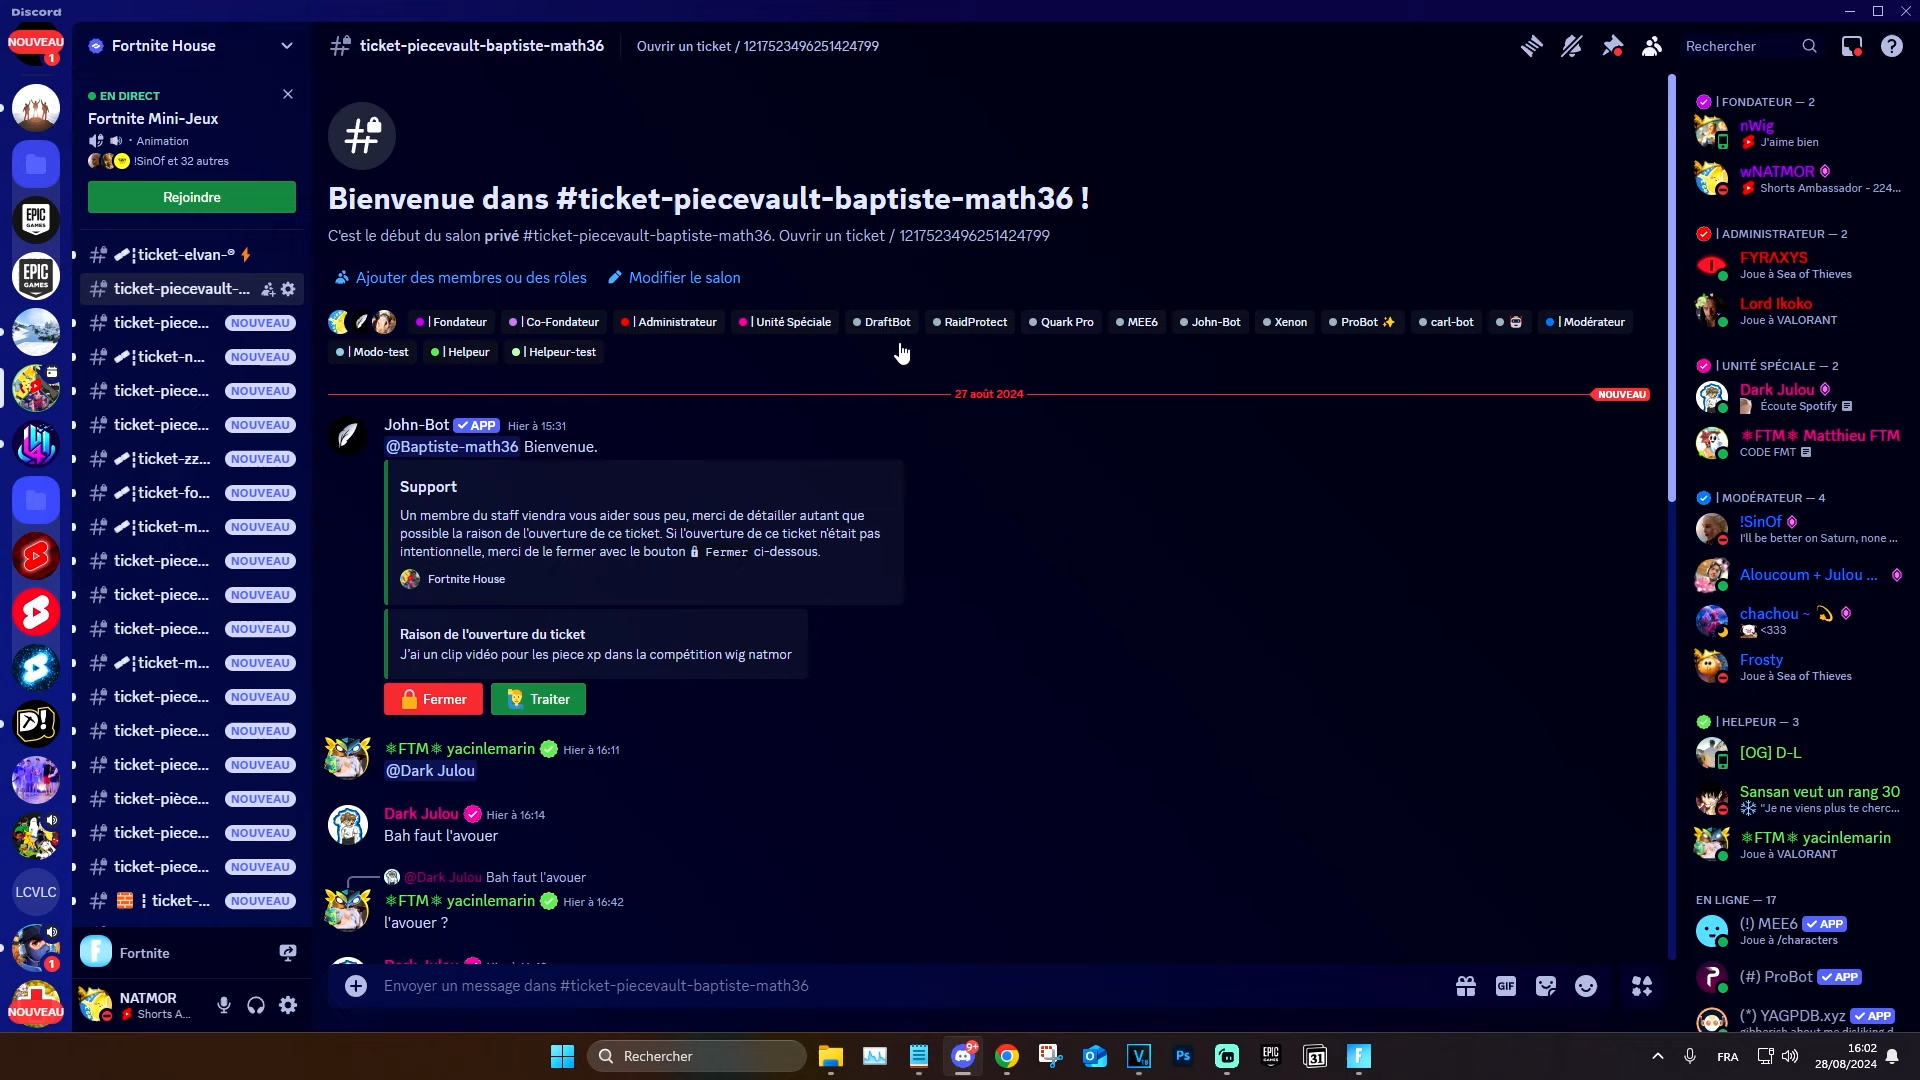 Discord
NOUVEAU
1
Fortnite House
ticket-piecevault-baptiste-math36
Ouvrir un ticket / 1217523496251424799
Rechercher
EN DIRECT
Fortnite Mini-Jeux
Animation
!SinOf et 32 autres
Rejoindre
ticket-elvan-
ticket-piecevault-...
ticket-piece... NOUVEAU
ticket-n... NOUVEAU
ticket-piece... NOUVEAU
ticket-piece... NOUVEAU
ticket-zz... NOUVEAU
ticket-fo... NOUVEAU
ticket-m... NOUVEAU
ticket-piece... NOUVEAU
ticket-piece... NOUVEAU
ticket-piece... NOUVEAU
ticket-m... NOUVEAU
ticket-piece... NOUVEAU
ticket-piece... NOUVEAU
ticket-piece... NOUVEAU
ticket-pièce... NOUVEAU
ticket-piece... NOUVEAU
ticket-piece... NOUVEAU
ticket-... NOUVEAU
EPIC GAMES
EPIC GAMES
D!
LCVLC
1
NOUVEAU
Fortnite
NATMOR
Shorts A...
Bienvenue dans #ticket-piecevault-baptiste-math36 !
C'est le début du salon privé #ticket-piecevault-baptiste-math36. Ouvrir un ticket / 1217523496251424799
Ajouter des membres ou des rôles Modifier le salon
| Fondateur | Co-Fondateur | Administrateur | Unité Spéciale DraftBot RaidProtect Quark Pro MEE6 John-Bot Xenon ProBot ✨ carl-bot | Modérateur
| Modo-test | Helpeur | Helpeur-test
27 août 2024 NOUVEAU
John-Bot APP Hier à 15:31
@Baptiste-math36 Bienvenue.
Support
Un membre du staff viendra vous aider sous peu, merci de détailler autant que
possible la raison de l'ouverture de ce ticket. Si l'ouverture de ce ticket n'était pas
intentionnelle, merci de le fermer avec le bouton 🔒 Fermer ci-dessous.
Fortnite House
Raison de l'ouverture du ticket
J'ai un clip vidéo pour les piece xp dans la compétition wig natmor
Fermer Traiter
⁕FTM⁕ yacinlemarin Hier à 16:11
@Dark Julou
Dark Julou Hier à 16:14
Bah faut l'avouer
@Dark Julou Bah faut l'avouer
⁕FTM⁕ yacinlemarin Hier à 16:42
l'avouer ?
Envoyer un message dans #ticket-piecevault-baptiste-math36
GIF
| FONDATEUR — 2
nWig
J'aime bien
wNATMOR
Shorts Ambassador - 224...
| ADMINISTRATEUR — 2
FYRΛXYS
Joue à Sea of Thieves
Lord Ikoko
Joue à VALORANT
| UNITÉ SPÉCIALE — 2
Dark Julou
Écoute Spotify
⁕FTM⁕ Matthieu FTM
CODE FMT
| MODÉRATEUR — 4
!SinOf
I'll be better on Saturn, none ...
Aloucoum + Julou ...
chachou ~ 💫
<333
Frosty
Joue à Sea of Thieves
| HELPEUR — 3
[OG] D-L
Sansan veut un rang 30
"Je ne viens plus te cherc...
⁕FTM⁕ yacinlemarin
Joue à VALORANT
EN LIGNE — 17
(!) MEE6 APP
Joue à /characters
(#) ProBot APP
(*) YAGPDB.xyz APP
Rechercher
9+
Ps
EPIC
31
FRA
16:02
28/08/2024